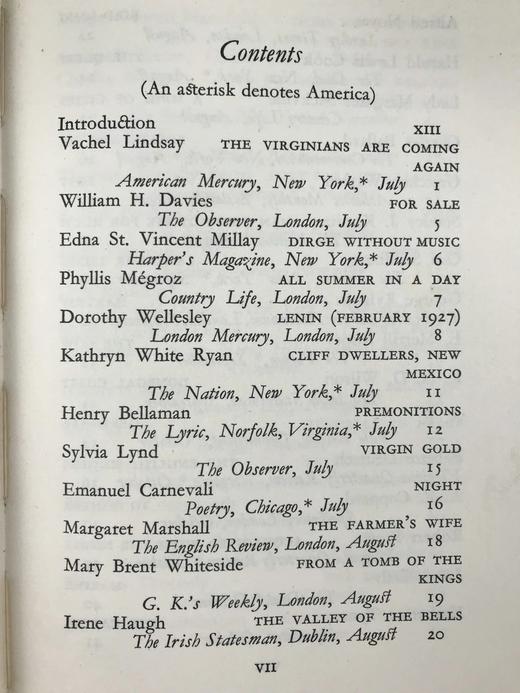 Contents
(An asterisk denotes America)
Introduction XIII
Vachel Lindsay THE VIRGINIANS ARE COMING
AGAIN
American Mercury, New York,* July 1
William H. Davies FOR SALE
The Observer, London, July 5
Edna St. Vincent Millay DIRGE WITHOUT MUSIC
Harper's Magazine, New York,* July 6
Phyllis Mégroz ALL SUMMER IN A DAY
Country Life, London, July 7
Dorothy Wellesley LENIN (FEBRUARY 1927)
London Mercury, London, July 8
Kathryn White Ryan CLIFF DWELLERS, NEW
MEXICO
The Nation, New York,* July 11
Henry Bellaman PREMONITIONS
The Lyric, Norfolk, Virginia,* July 12
Sylvia Lynd VIRGIN GOLD
The Observer, July 15
Emanuel Carnevali NIGHT
Poetry, Chicago,* July 16
Margaret Marshall THE FARMER'S WIFE
The English Review, London, August 18
Mary Brent Whiteside FROM A TOMB OF THE
KINGS
G. K.'s Weekly, London, August 19
Irene Haugh THE VALLEY OF THE BELLS
The Irish Statesman, Dublin, August 20
VII